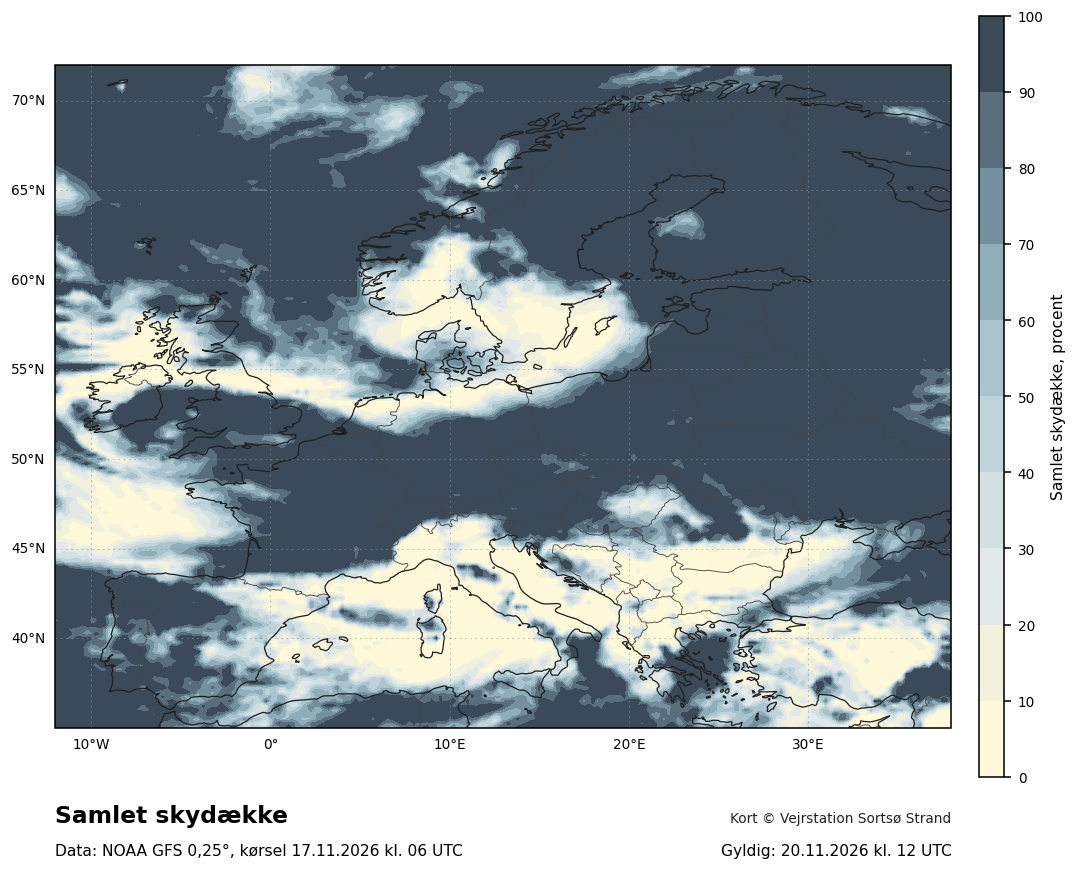 70°N
65°N
60°N
55°N
50°N
45°N
40°N
10°W
0°
10°E
20°E
30°E
100
90
80
70
60
50
40
30
20
10
0
Samlet skydække, procent
Samlet skydække
Kort © Vejrstation Sortsø Strand
Data: NOAA GFS 0,25°, kørsel 17.11.2026 kl. 06 UTC
Gyldig: 20.11.2026 kl. 12 UTC